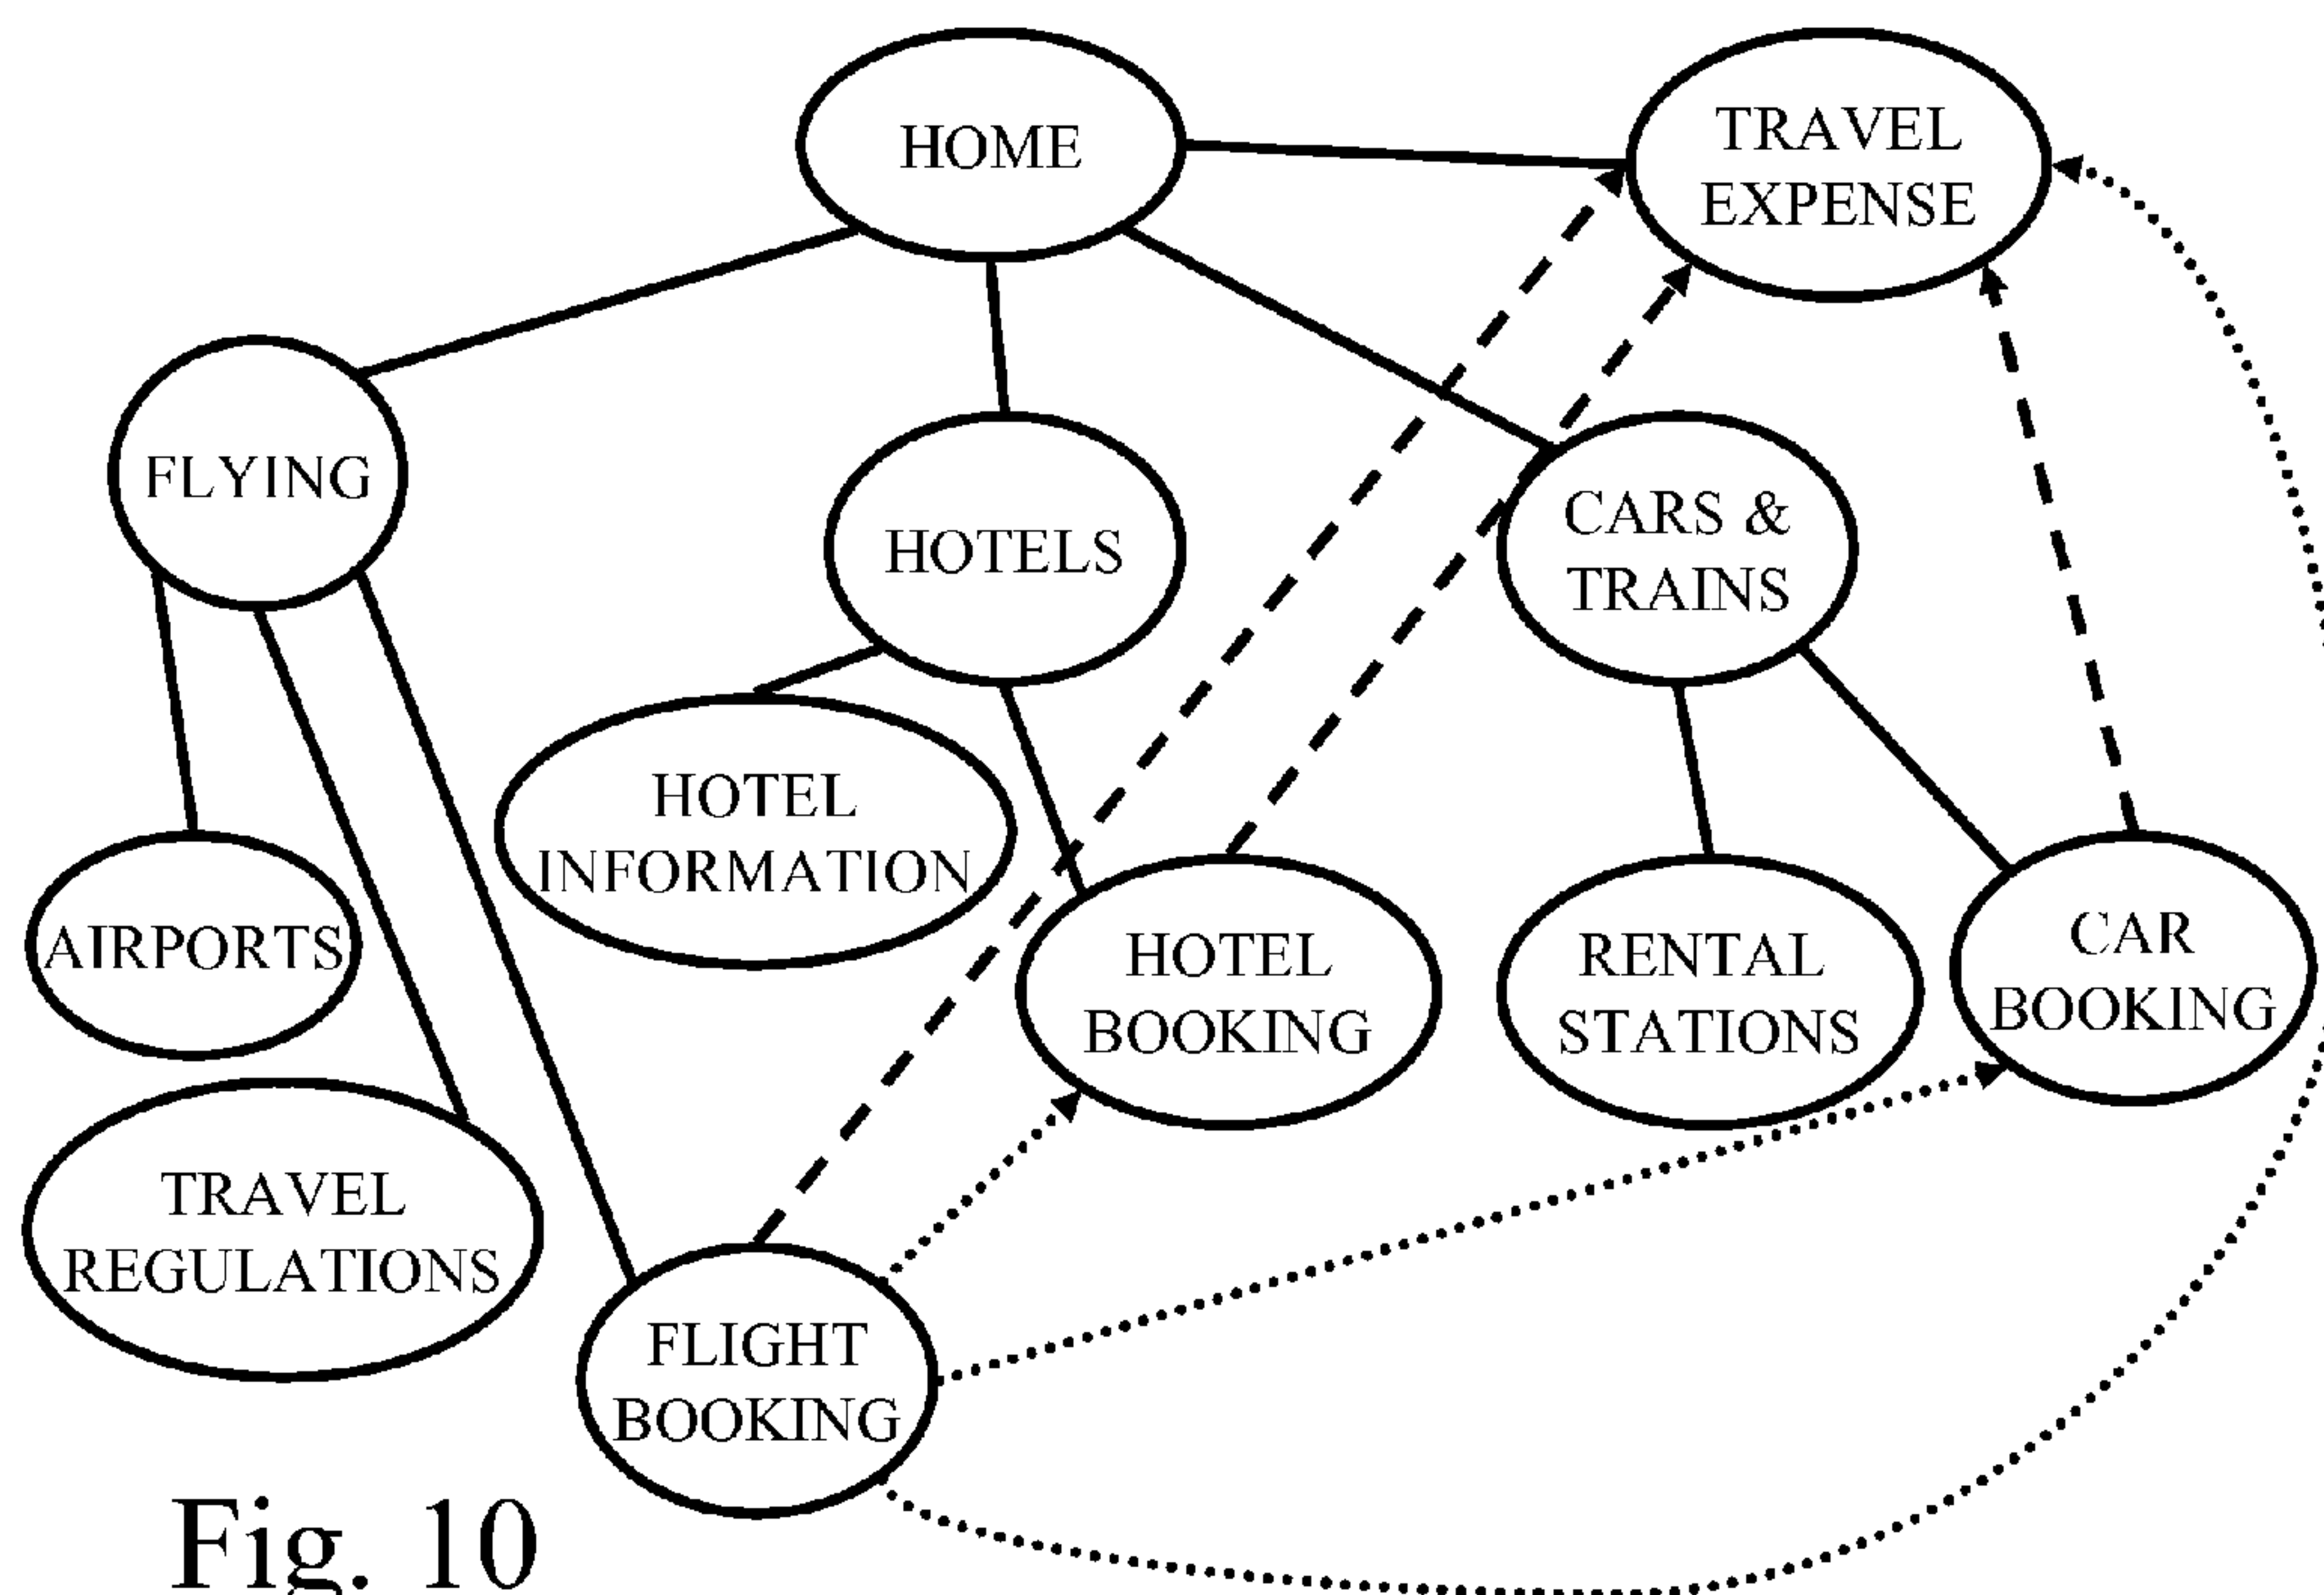 HOME
TRAVEL
EXPENSE
FLYING
HOTELS
CARS &
TRAINS
HOTEL
INFORMATION
AIRPORTS
HOTEL
BOOKING
RENTAL
STATIONS
CAR
BOOKING
TRAVEL
REGULATIONS
FLIGHT
BOOKING
Fig. 10